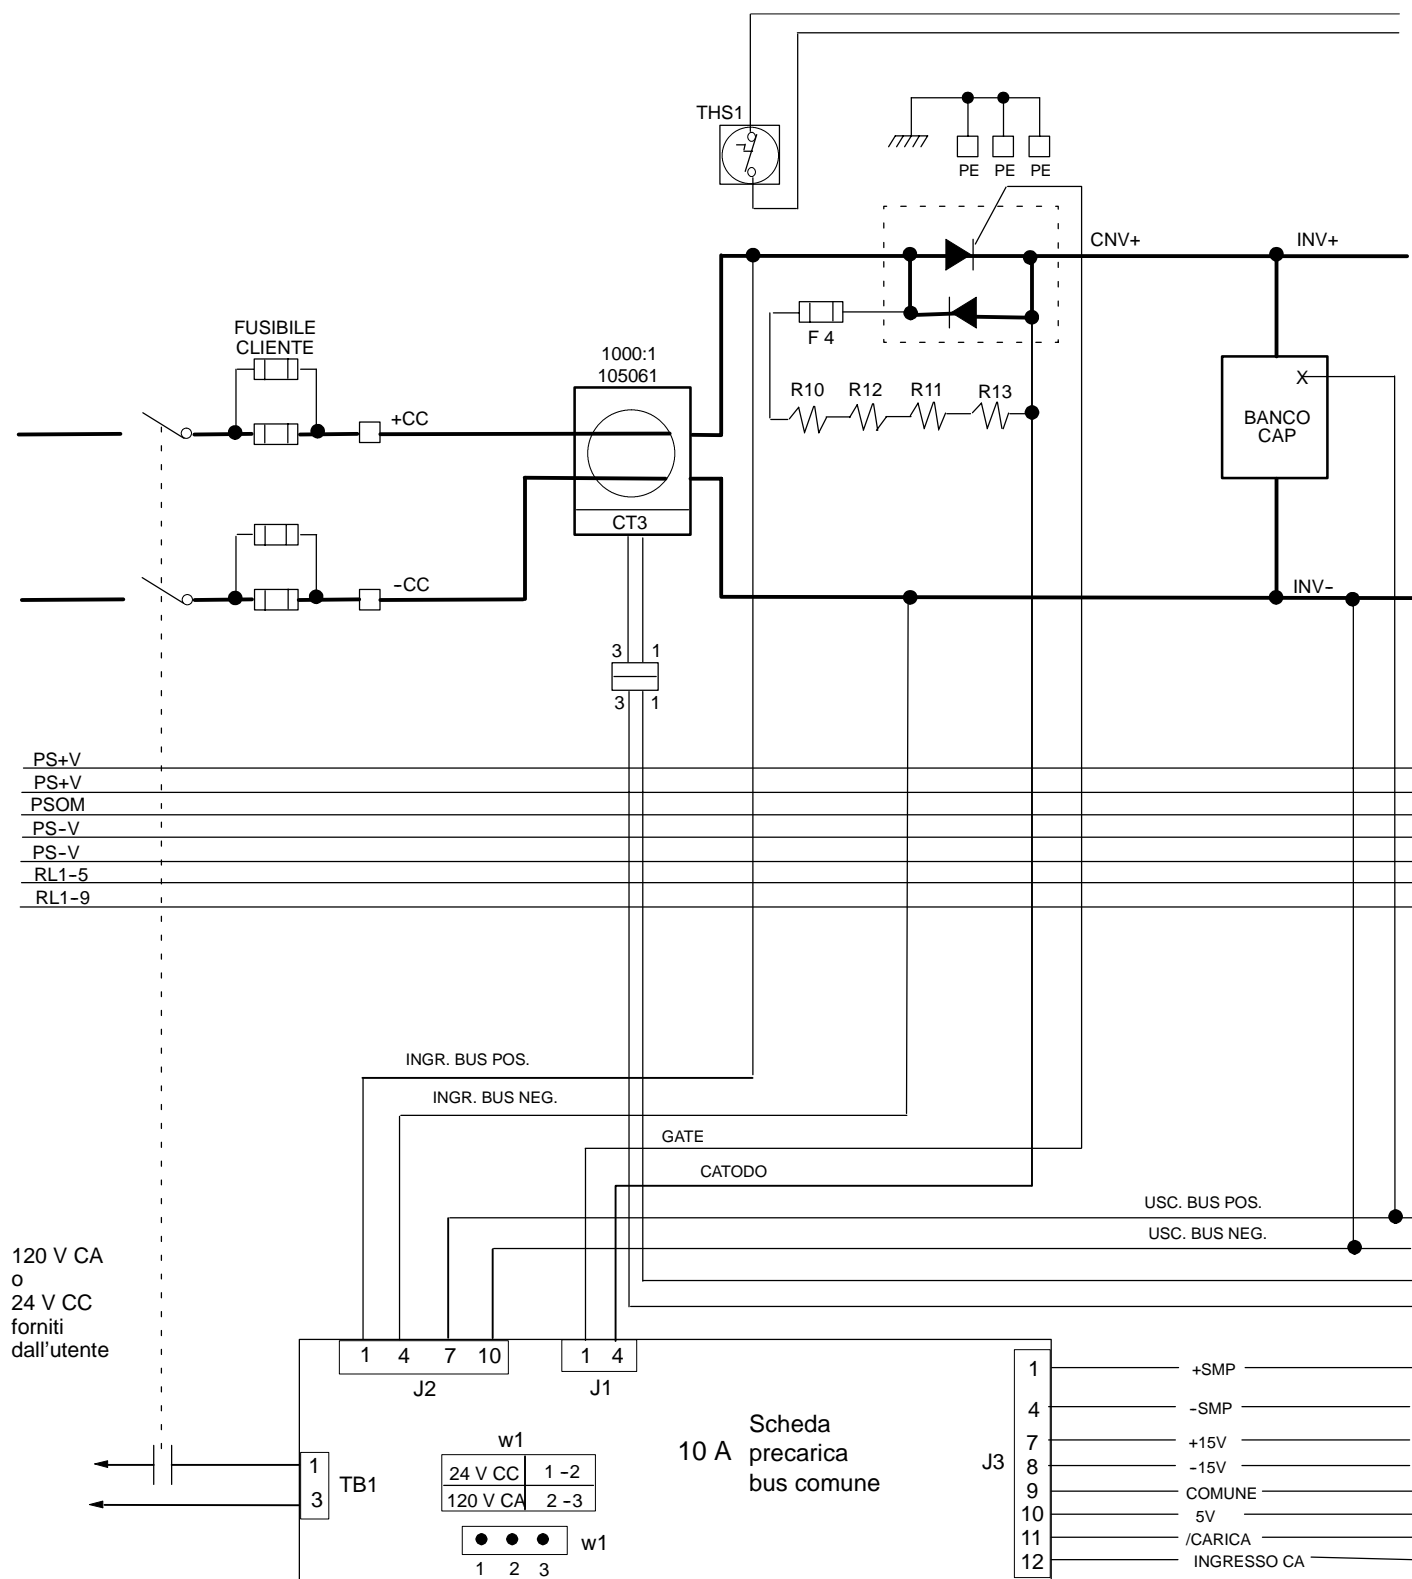 THS1
PE PE PE
CNV+ INV+
FUSIBILE
CLIENTE
F 4
1000:1
105061
R10 R12 R11 R13
X
BANCO
CAP
+CC
CT3
-CC
INV-
3 1
3 1
PS+V
PS+V
PSOM
PS-V
PS-V
RL1-5
RL1-9
INGR. BUS POS.
INGR. BUS NEG.
GATE
CATODO
USC. BUS POS.
USC. BUS NEG.
120 V CA
o
24 V CC
forniti
dall'utente
1 4 7 10
J2
1 4
J1
1 +SMP
4 -SMP
7 +15V
8 -15V
9 COMUNE
10 5V
11 /CARICA
12 INGRESSO CA
J3
10 A
Scheda
precarica
bus comune
w1
24 V CC 1 -2
120 V CA 2 -3
1
3
TB1
w1
1 2 3